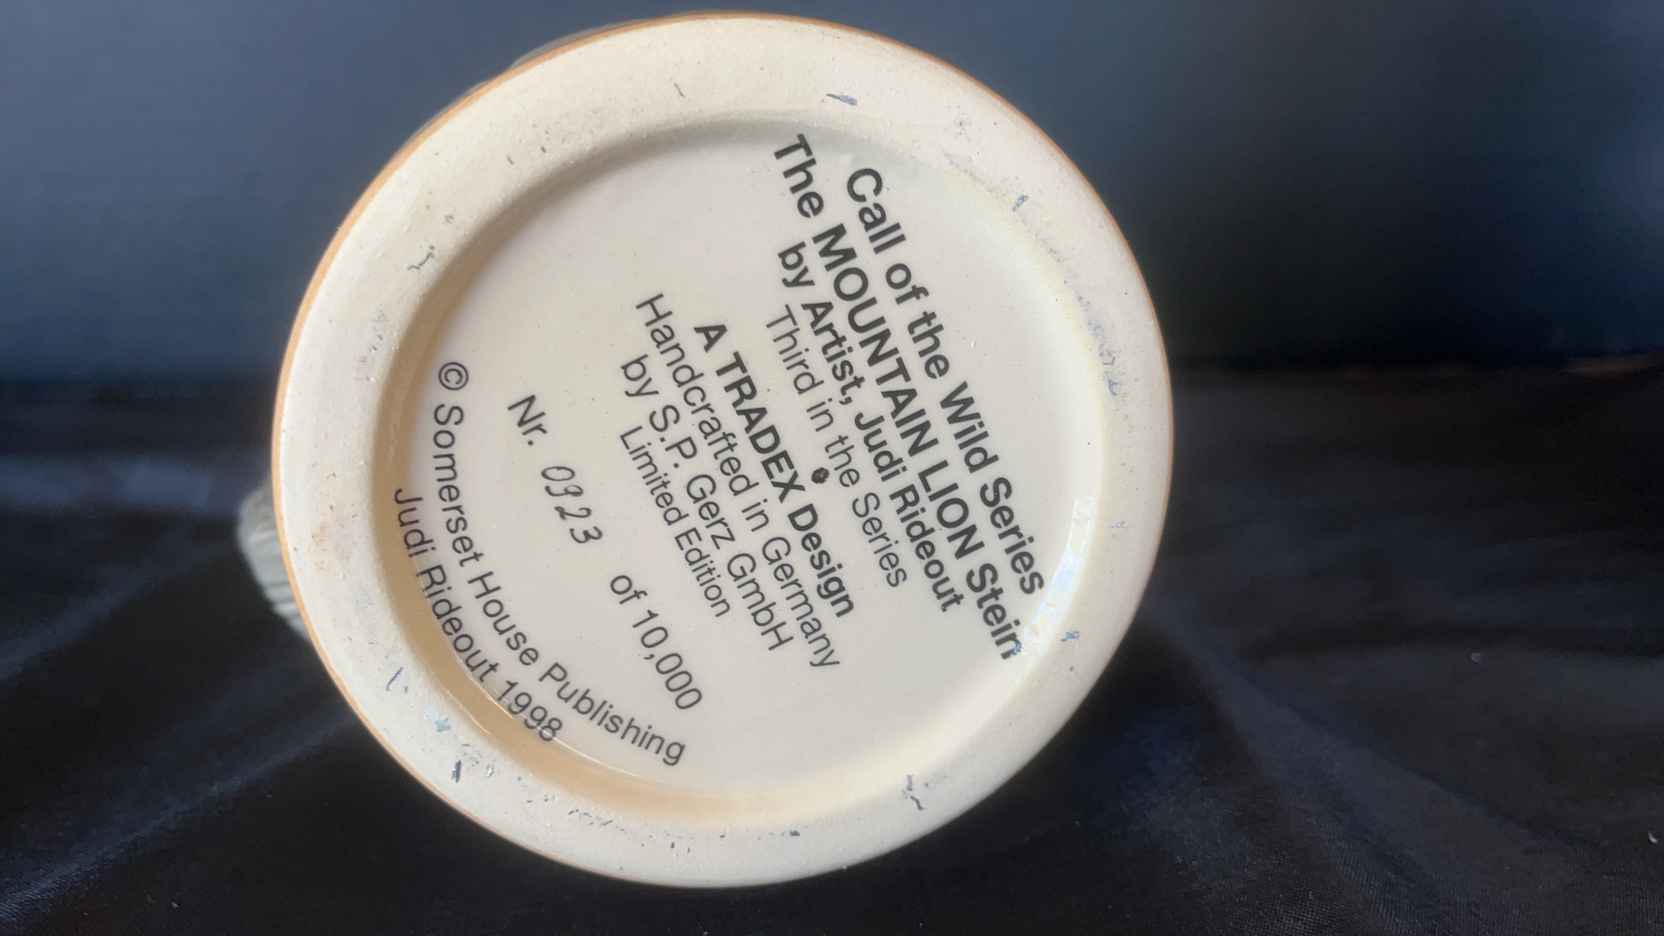 Call of the Wild Series
The MOUNTAIN LION Stein
by Artist, Judi Rideout
Third in the Series
A TRADEX Design
Handcrafted in Germany
by S.P. Gerz GmbH
Limited Edition
Nr. 0923 of 10,000
© Somerset House Publishing
Judi Rideout 1998